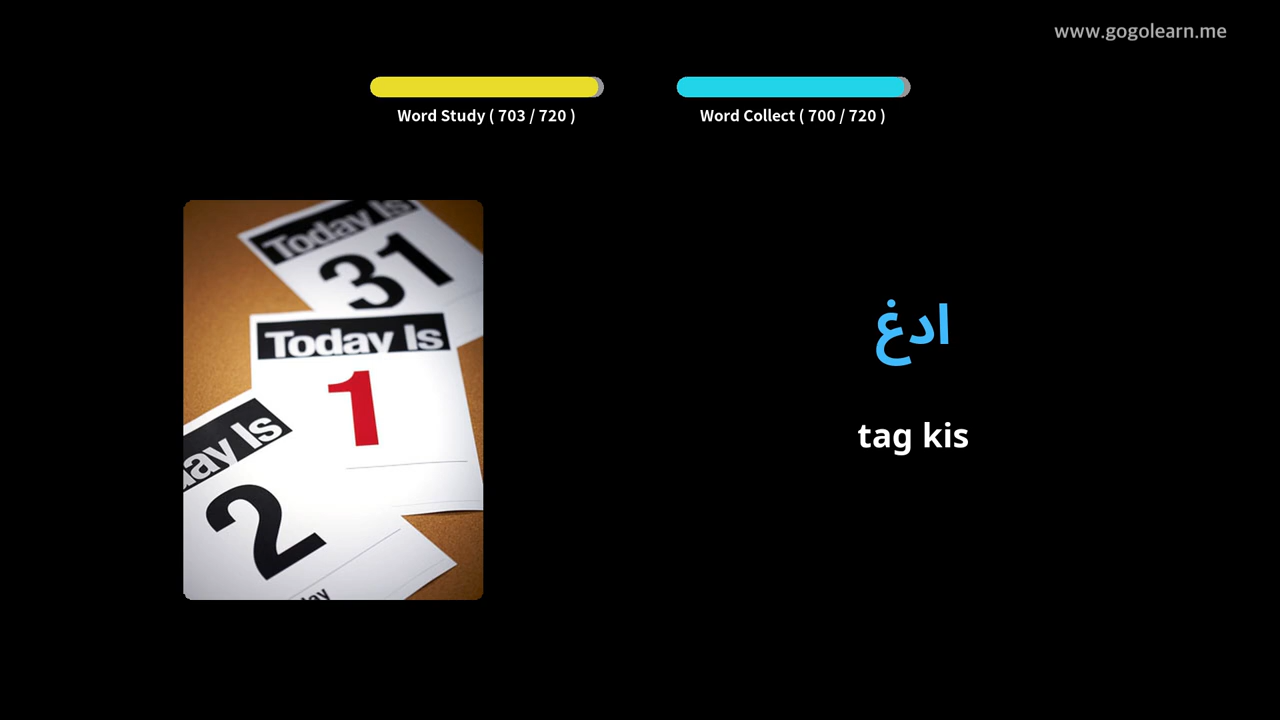 www.gogolearn.me
Word Study ( 703 / 720 )
Word Collect ( 700 / 720 )
Today Is
31
Today Is
1
day Is
2
ادغ
tag kis